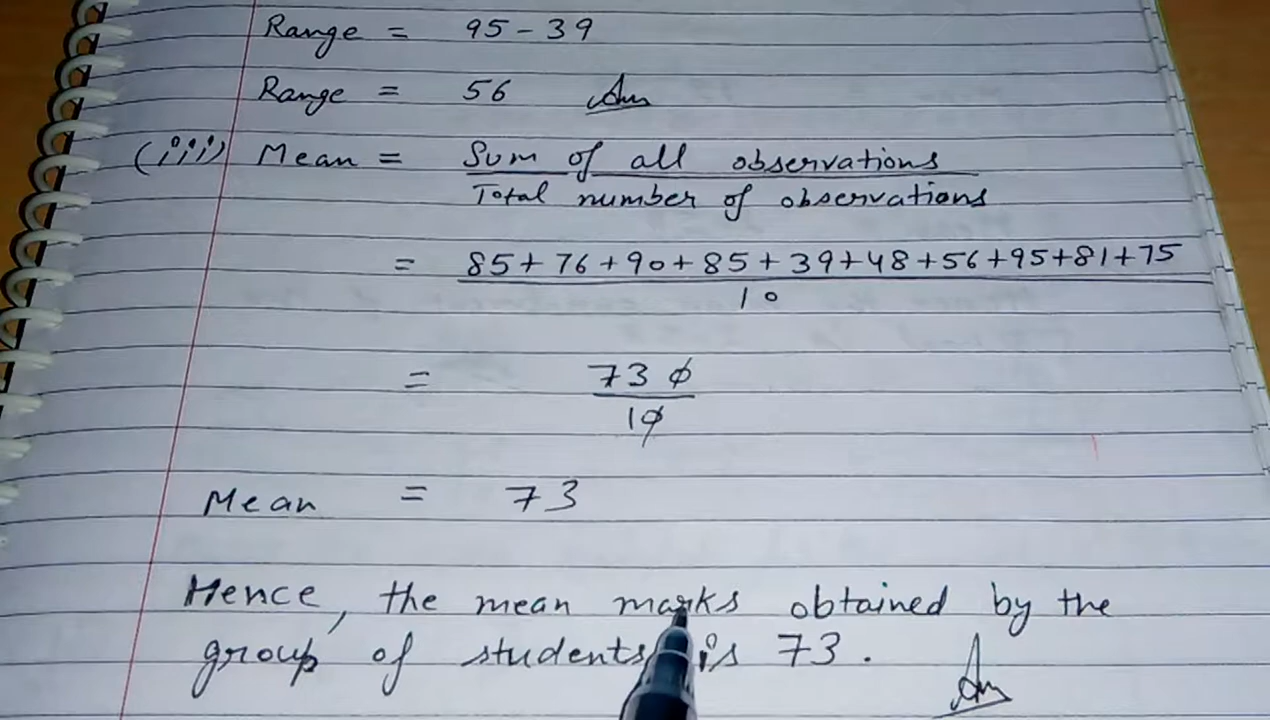 Range = 95 - 39
Range = 56 Ans
(iii) Mean = Sum of all observations
Total number of observations
= 85 + 76 + 90 + 85 + 39 + 48 + 56 + 95 + 81 + 75
10
= 730
10
Mean = 73
Hence, the mean marks obtained by the
group of students is 73. Ans